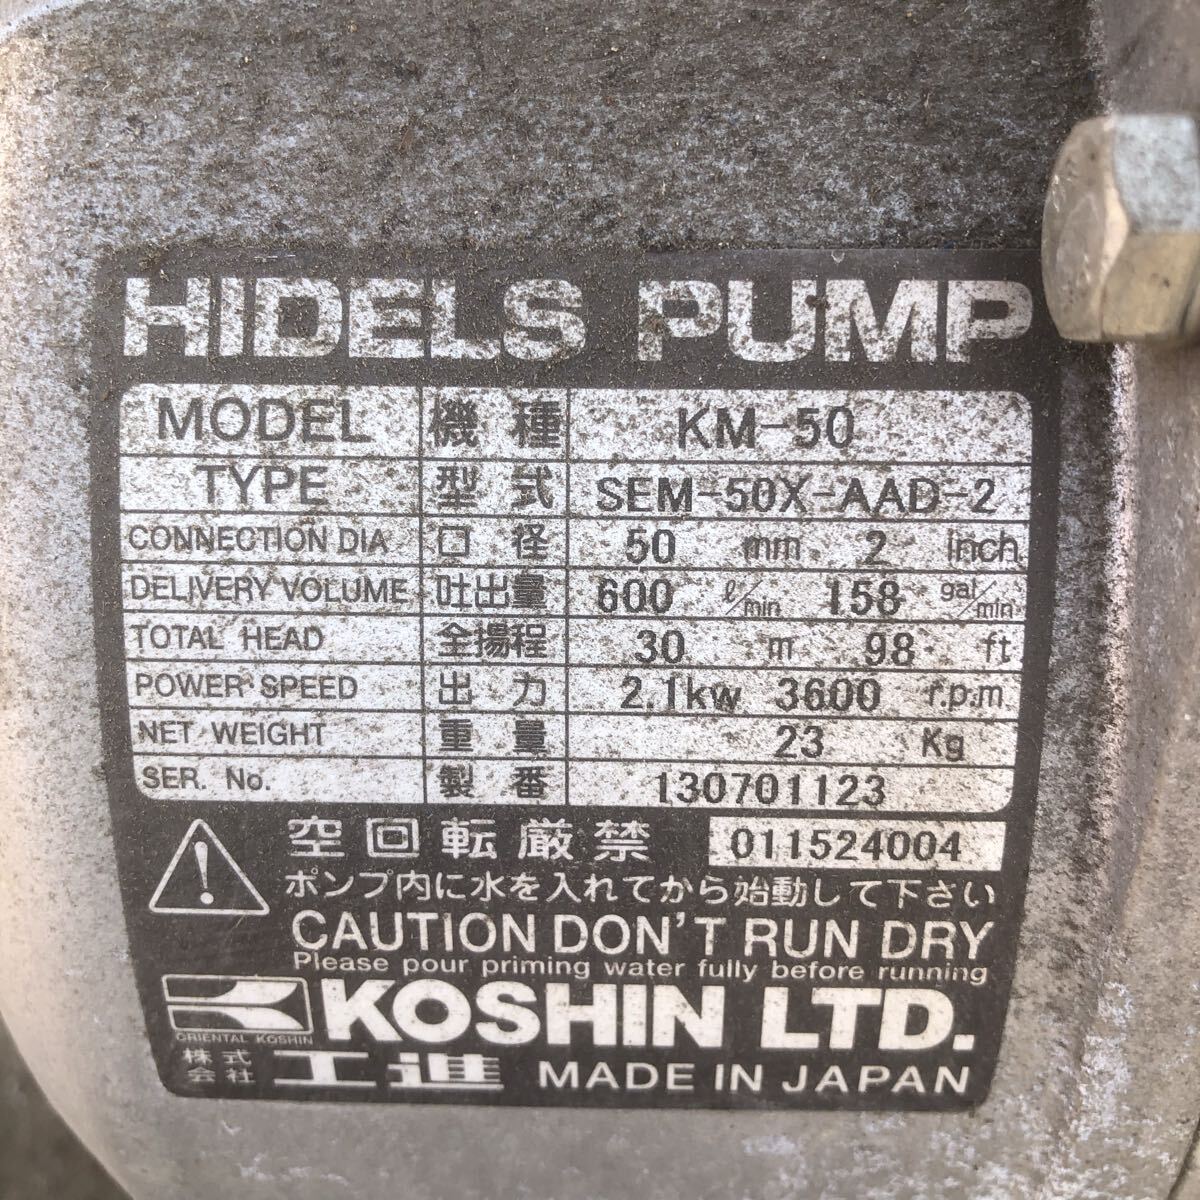 HIDELS PUMP
MODEL 機種 KM-50
TYPE 型式 SEM-50X-AAD-2
CONNECTION DIA 口径 50 mm 2 inch
DELIVERY VOLUME 吐出量 600 ℓ/min 158 gal/min
TOTAL HEAD 全揚程 30 m 98 ft
POWER SPEED 出力 2.1kw 3600 r.p.m
NET WEIGHT 重量 23 Kg
SER. No. 製番 130701123
空回転厳禁 011524004
ポンプ内に水を入れてから始動して下さい
CAUTION DON'T RUN DRY
Please pour priming water fully before running
KOSHIN LTD.
ORIENTAL KOSHIN
株式会社 工進 MADE IN JAPAN